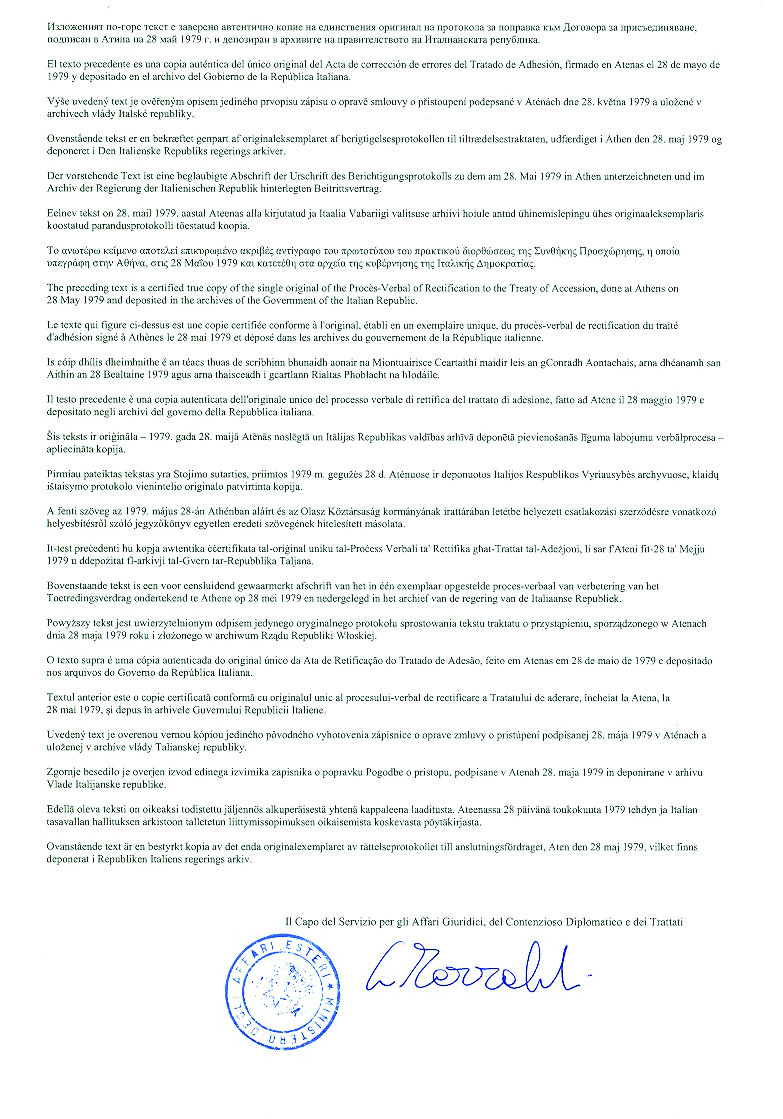 Изложеният по-горе текст е заверено автентично копие на единствения оригинал на протокола за поправка към Договора за присъединяване,
подписан в Атина на 28 май 1979 г. и депозиран в архивите на правителството на Италианската република.
El texto precedente es una copia auténtica del único original del Acta de corrección de errores del Tratado de Adhesión, firmado en Atenas el 28 de mayo de
1979 y depositado en el archivo del Gobierno de la República Italiana.
Výše uvedený text je ověřeným opisem jediného prvopisu zápisu o opravě smlouvy o přistoupení podepsané v Aténách dne 28. května 1979 a uložené v
archivech vlády Italské republiky.
Ovenstående tekst er en bekræftet genpart af originaleksemplaret af berigtigelsesprotokollen til tiltrædelsestraktaten, udfærdiget i Athen den 28. maj 1979 og
deponeret i Den Italienske Republiks regerings arkiver.
Der vorstehende Text ist eine beglaubigte Abschrift der Urschrift des Berichtigungsprotokolls zu dem am 28. Mai 1979 in Athen unterzeichneten und im
Archiv der Regierung der Italienischen Republik hinterlegten Beitrittsvertrag.
Eelnev tekst on 28. mail 1979. aastal Ateenas alla kirjutatud ja Itaalia Vabariigi valitsuse arhiivi hoiule antud ühinemislepingu ühes originaaleksemplaris
koostatud parandusprotokolli tõestatud koopia.
Το ανωτέρω κείμενο αποτελεί επικυρωμένο ακριβές αντίγραφο του πρωτοτύπου του πρακτικού διορθώσεως της Συνθήκης Προσχώρησης, η οποία
υπεγράφη στην Αθήνα, στις 28 Μαΐου 1979 και κατετέθη στα αρχεία της κυβέρνησης της Ιταλικής Δημοκρατίας.
The preceding text is a certified true copy of the single original of the Procès-Verbal of Rectification to the Treaty of Accession, done at Athens on
28 May 1979 and deposited in the archives of the Government of the Italian Republic.
Le texte qui figure ci-dessus est une copie certifiée conforme à l'original, établi en un exemplaire unique, du procès-verbal de rectification du traité
d'adhésion signé à Athènes le 28 mai 1979 et déposé dans les archives du gouvernement de la République italienne.
Is cóip dhílis dheimhnithe é an téacs thuas de scríbhinn bhunaidh aonair na Miontuairisce Ceartaithí maidir leis an gConradh Aontachais, arna dhéanamh san
Aithin an 28 Bealtaine 1979 agus arna thaisceadh i gcartlann Rialtas Phoblacht na hIodáile.
Il testo precedente è una copia autenticata dell'originale unico del processo verbale di rettifica del trattato di adesione, fatto ad Atene il 28 maggio 1979 e
depositato negli archivi del governo della Repubblica italiana.
Šis teksts ir oriģināla – 1979. gada 28. maijā Atēnās noslēgtā un Itālijas Republikas valdības arhīvā deponētā pievienošanās līguma labojumu verbālprocesa –
apliecināta kopija.
Pirmiau pateiktas tekstas yra Stojimo sutarties, priimtos 1979 m. gegužės 28 d. Atėnuose ir deponuotos Italijos Respublikos Vyriausybės archyvuose, klaidų
ištaisymo protokolo vienintelio originalo patvirtinta kopija.
A fenti szöveg az 1979. május 28-án Athénban aláírt és az Olasz Köztársaság kormányának irattárában letétbe helyezett csatlakozási szerződésre vonatkozó
helyesbítésről szóló jegyzőkönyv egyetlen eredeti szövegének hitelesített másolata.
It-test preċedenti hu kopja awtentika ċċertifikata tal-oriġinal uniku tal-Proċess Verbali ta' Rettifika għat-Trattat tal-Adeżjoni, li sar f'Ateni fit-28 ta' Mejju
1979 u ddepożitat fl-arkivji tal-Gvern tar-Repubblika Taljana.
Bovenstaande tekst is een voor eensluidend gewaarmerkt afschrift van het in één exemplaar opgestelde proces-verbaal van verbetering van het
Toetredingsverdrag ondertekend te Athene op 28 mei 1979 en nedergelegd in het archief van de regering van de Italiaanse Republiek.
Powyższy tekst jest uwierzytelnionym odpisem jedynego oryginalnego protokołu sprostowania tekstu traktatu o przystąpieniu, sporządzonego w Atenach
dnia 28 maja 1979 roku i złożonego w archiwum Rządu Republiki Włoskiej.
O texto supra é uma cópia autenticada do original único da Ata de Retificação do Tratado de Adesão, feito em Atenas em 28 de maio de 1979 e depositado
nos arquivos do Governo da República Italiana.
Textul anterior este o copie certificată conformă cu originalul unic al procesului-verbal de rectificare a Tratatului de aderare, încheiat la Atena, la
28 mai 1979, și depus în arhivele Guvernului Republicii Italiene.
Uvedený text je overenou vernou kópiou jediného pôvodného vyhotovenia zápisnice o oprave zmluvy o pristúpení podpísanej 28. mája 1979 v Aténach a
uloženej v archive vlády Talianskej republiky.
Zgornje besedilo je overjen izvod edinega izvirnika zapisnika o popravku Pogodbe o pristopu, podpisane v Atenah 28. maja 1979 in deponirane v arhivu
Vlade Italijanske republike.
Edellä oleva teksti on oikeaksi todistettu jäljennös alkuperäisestä yhtenä kappaleena laaditusta, Ateenassa 28 päivänä toukokuuta 1979 tehdyn ja Italian
tasavallan hallituksen arkistoon talletetun liittymissopimuksen oikaisemista koskevasta pöytäkirjasta.
Ovanstående text är en bestyrkt kopia av det enda originalexemplaret av rättelseprotokollet till anslutningsfördraget, Aten den 28 maj 1979, vilket finns
deponerat i Republiken Italiens regerings arkiv.
Il Capo del Servizio per gli Affari Giuridici, del Contenzioso Diplomatico e dei Trattati
MINISTERO DEGLI AFFARI ESTERI